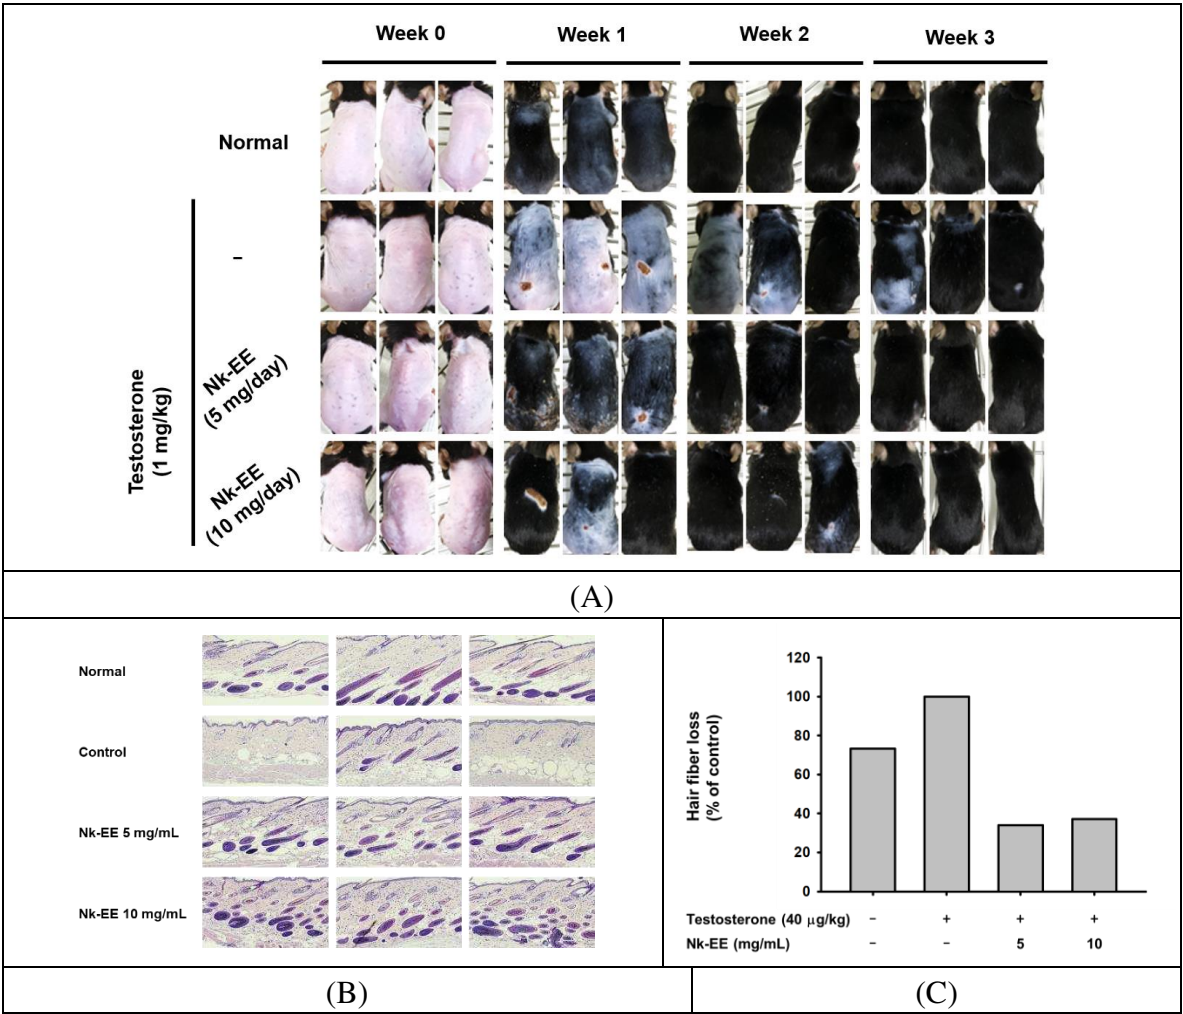 Week 0
Week 1
Week 2
Week 3
Normal
–
Nk-EE
(5 mg/day)
Nk-EE
(10 mg/day)
Testosterone
(1 mg/kg)
(A)
Normal
Control
Nk-EE 5 mg/mL
Nk-EE 10 mg/mL
(B)
Hair fiber loss
(% of control)
120
100
80
60
40
20
0
Testosterone (40 μg/kg) – + + +
Nk-EE (mg/mL) – – 5 10
(C)